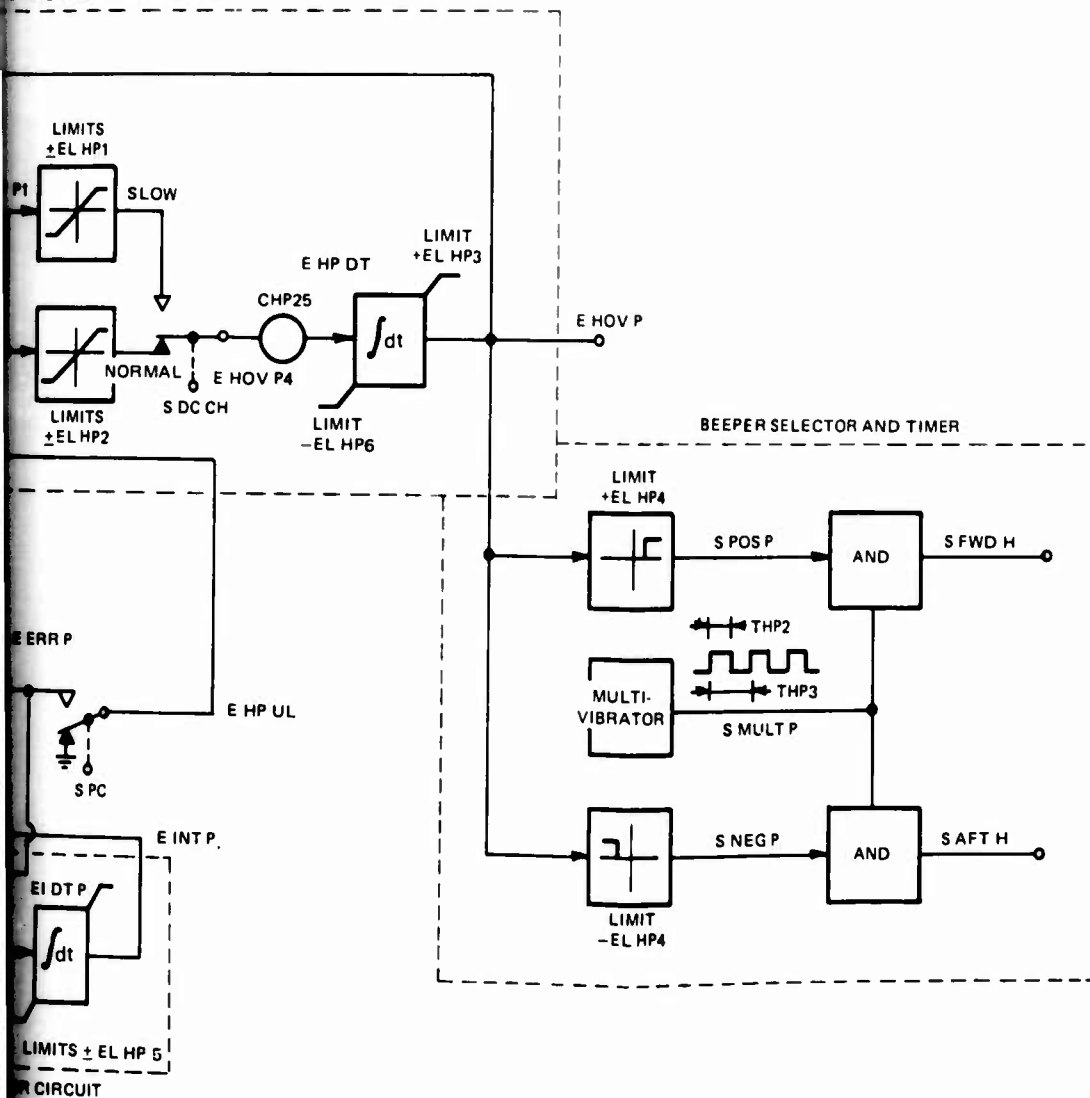 LIMITS
±EL HP1
P1
SLOW
LIMIT
+EL HP3
E HP DT
CHP25
∫dt
E HOV P
NORMAL
E HOV P4
S DC CH
LIMITS
±EL HP2
LIMIT
-EL HP6
BEEPER SELECTOR AND TIMER
LIMIT
+EL HP4
S POS P
AND
S FWD H
THP2
THP3
MULTI-
VIBRATOR
S MULT P
E ERR P
E HP UL
S PC
E INT P.
S NEG P
AND
S AFT H
LIMIT
-EL HP4
EI DT P
∫dt
LIMITS ± EL HP 5
CIRCUIT